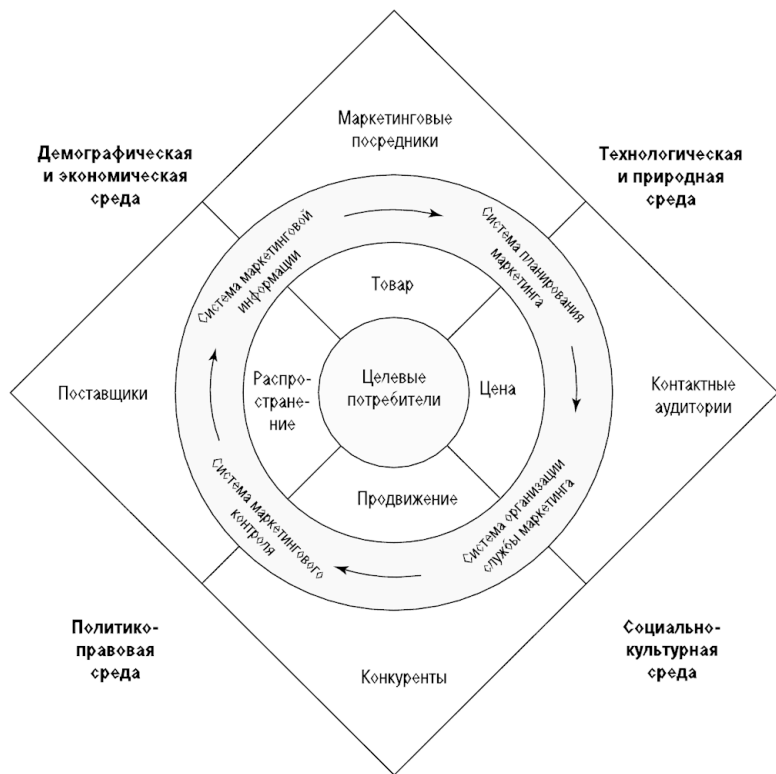 Маркетинговые
посредники
Демографическая
и экономическая
среда
Технологическая
и природная
среда
Система маркетинговой
информации
Система планирования
маркетинга
Товар
Поставщики
Распро-
стране-
ние
Целевые
потребители
Цена
Контактные
аудитории
Продвижение
Система маркетингового
контроля
Система организации
службы маркетинга
Политико-
правовая
среда
Социально-
культурная
среда
Конкуренты